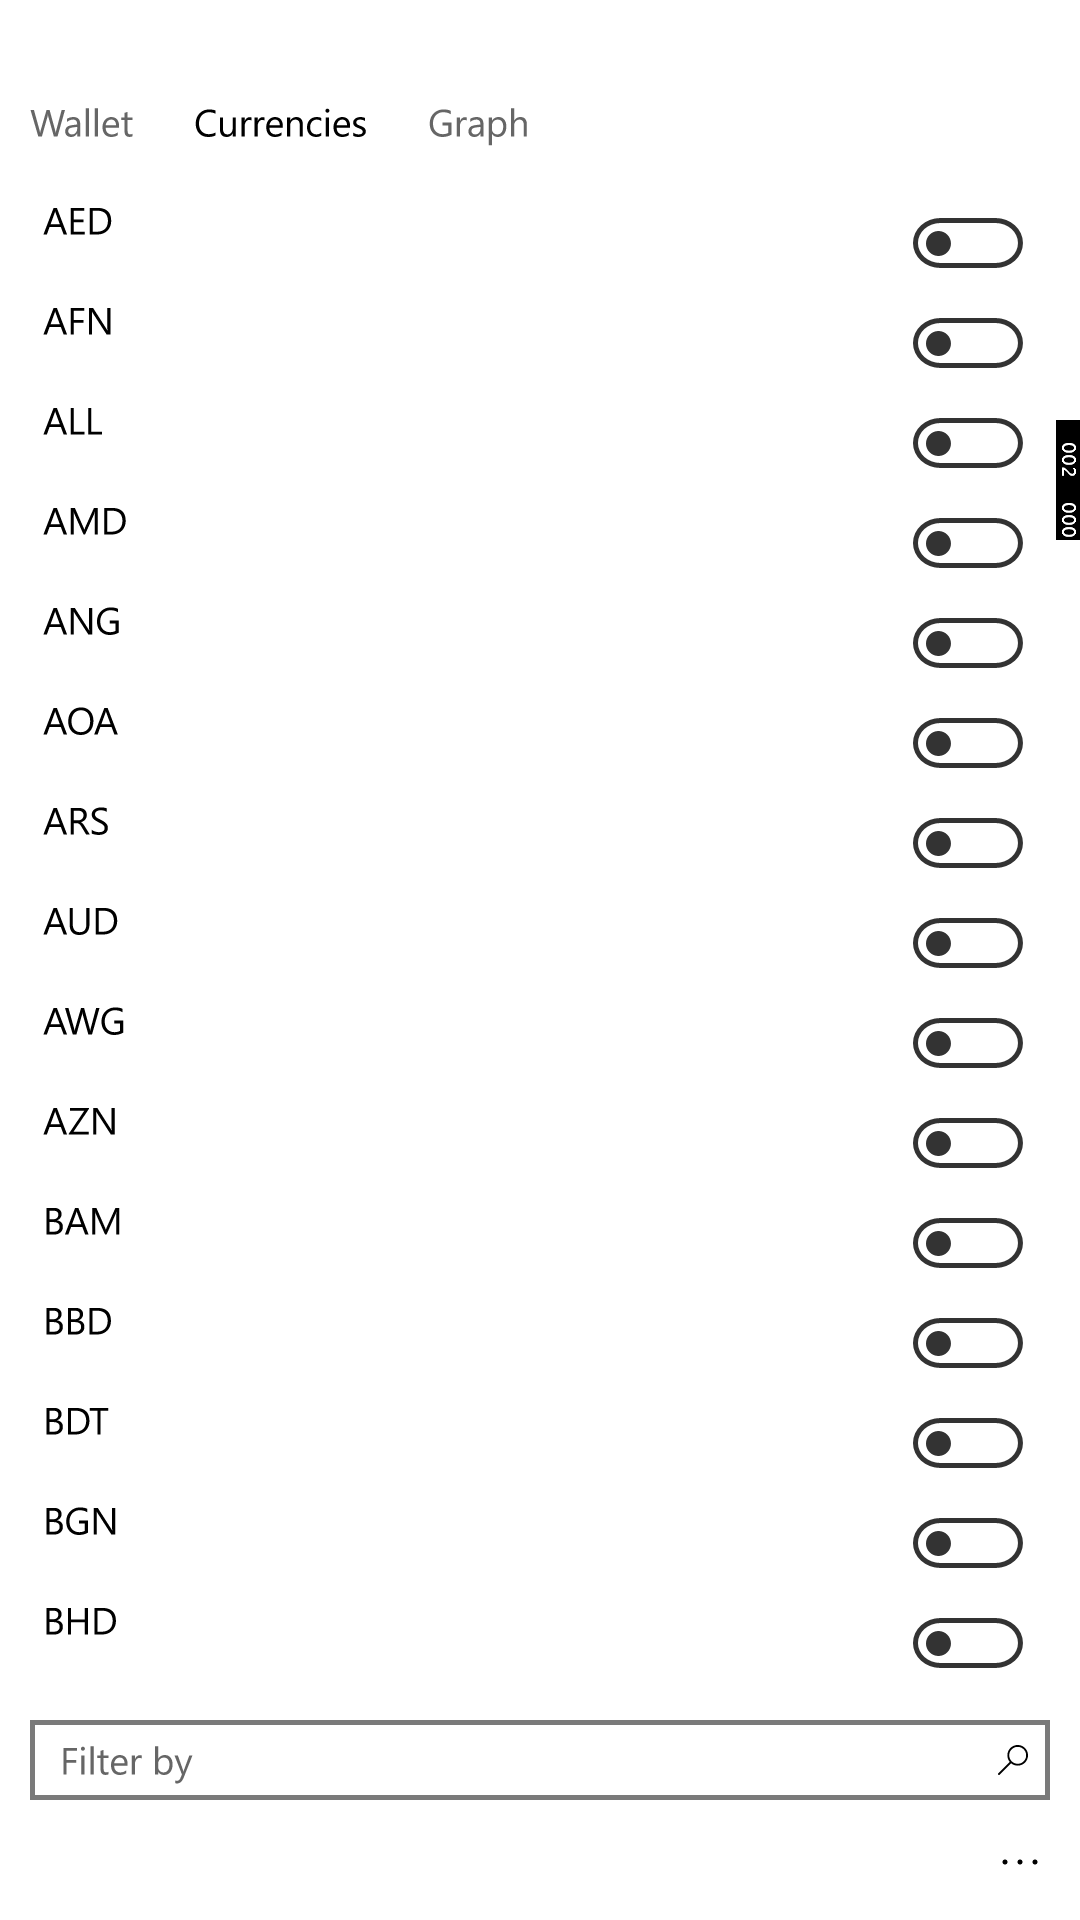 Wallet Currencies Graph
AED
AFN
ALL
002 000
AMD
ANG
AOA
ARS
AUD
AWG
AZN
BAM
BBD
BDT
BGN
BHD
Filter by
...